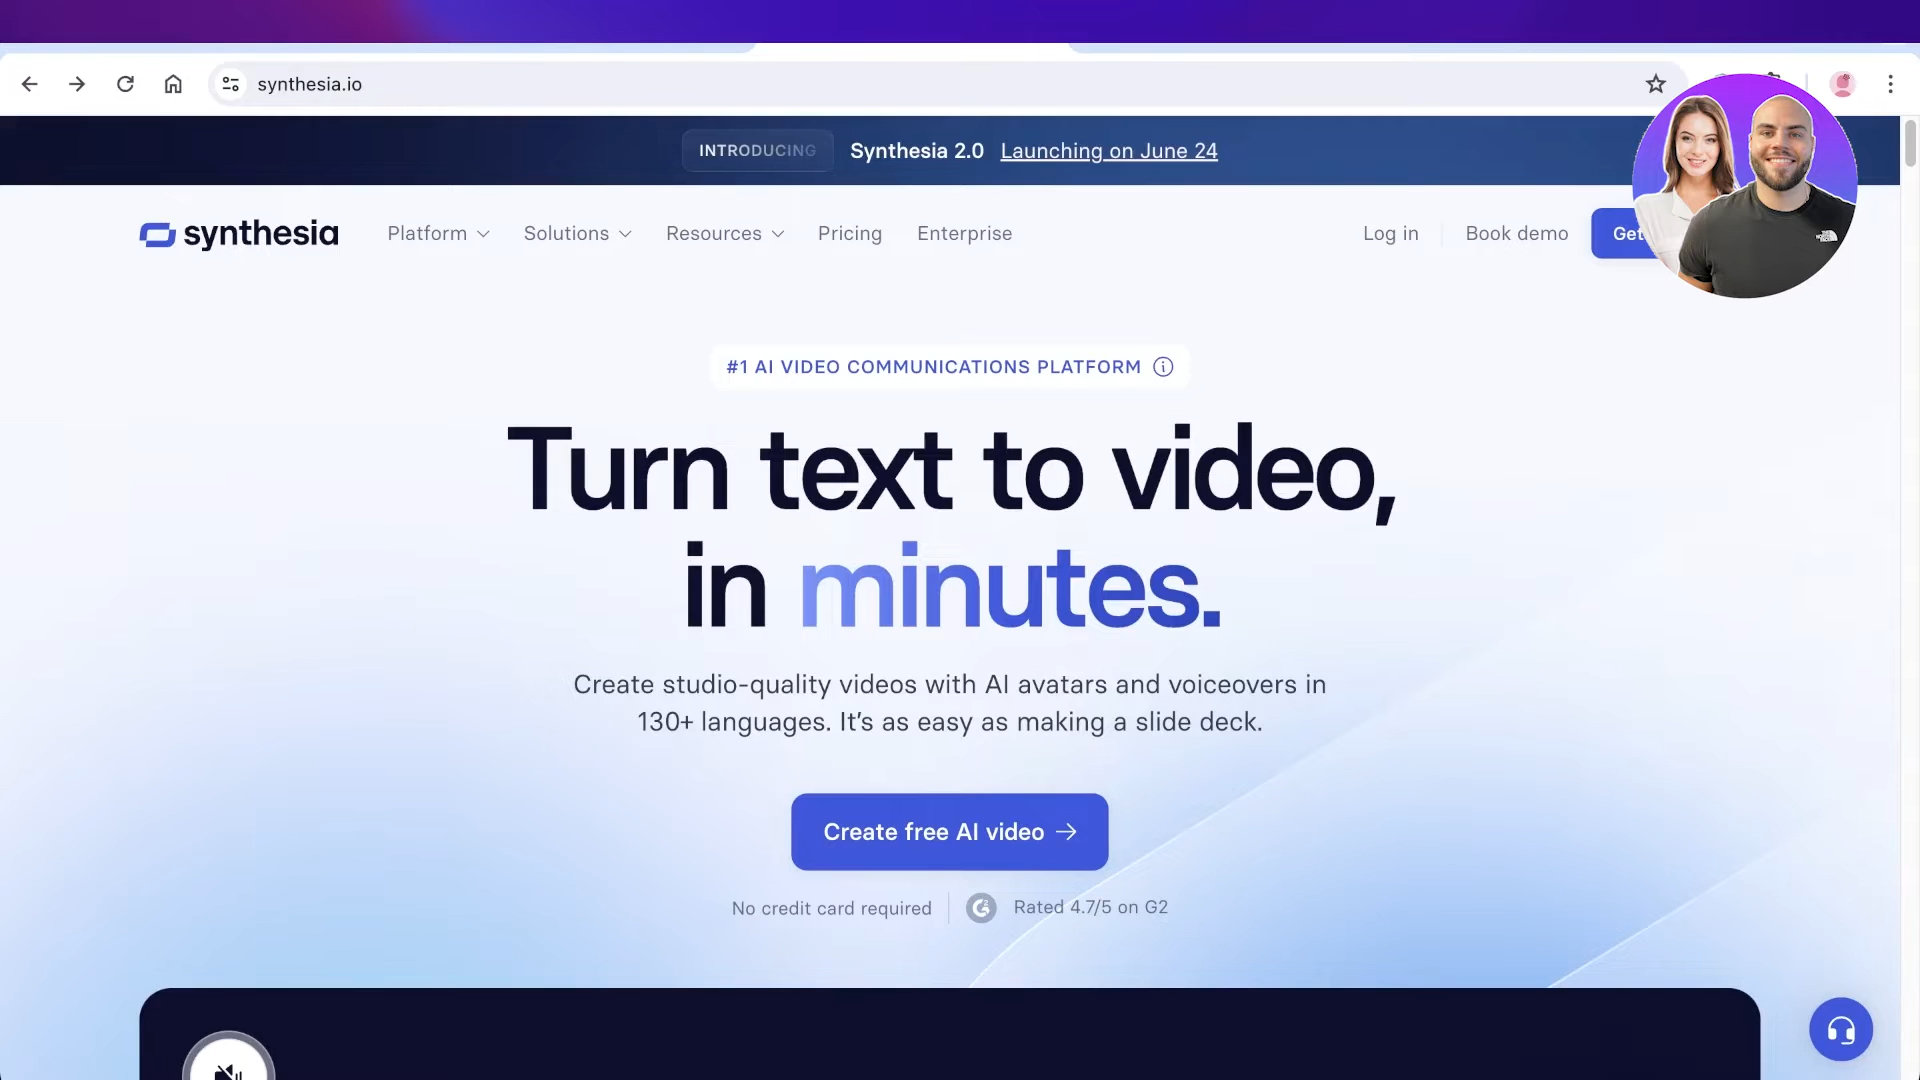 synthesia.io
INTRODUCING Synthesia 2.0 Launching on June 24
synthesia Platform Solutions Resources Pricing Enterprise Log in Book demo Get
#1 AI VIDEO COMMUNICATIONS PLATFORM
Turn text to video,
in minutes.
Create studio-quality videos with AI avatars and voiceovers in
130+ languages. It's as easy as making a slide deck.
Create free AI video →
No credit card required Rated 4.7/5 on G2